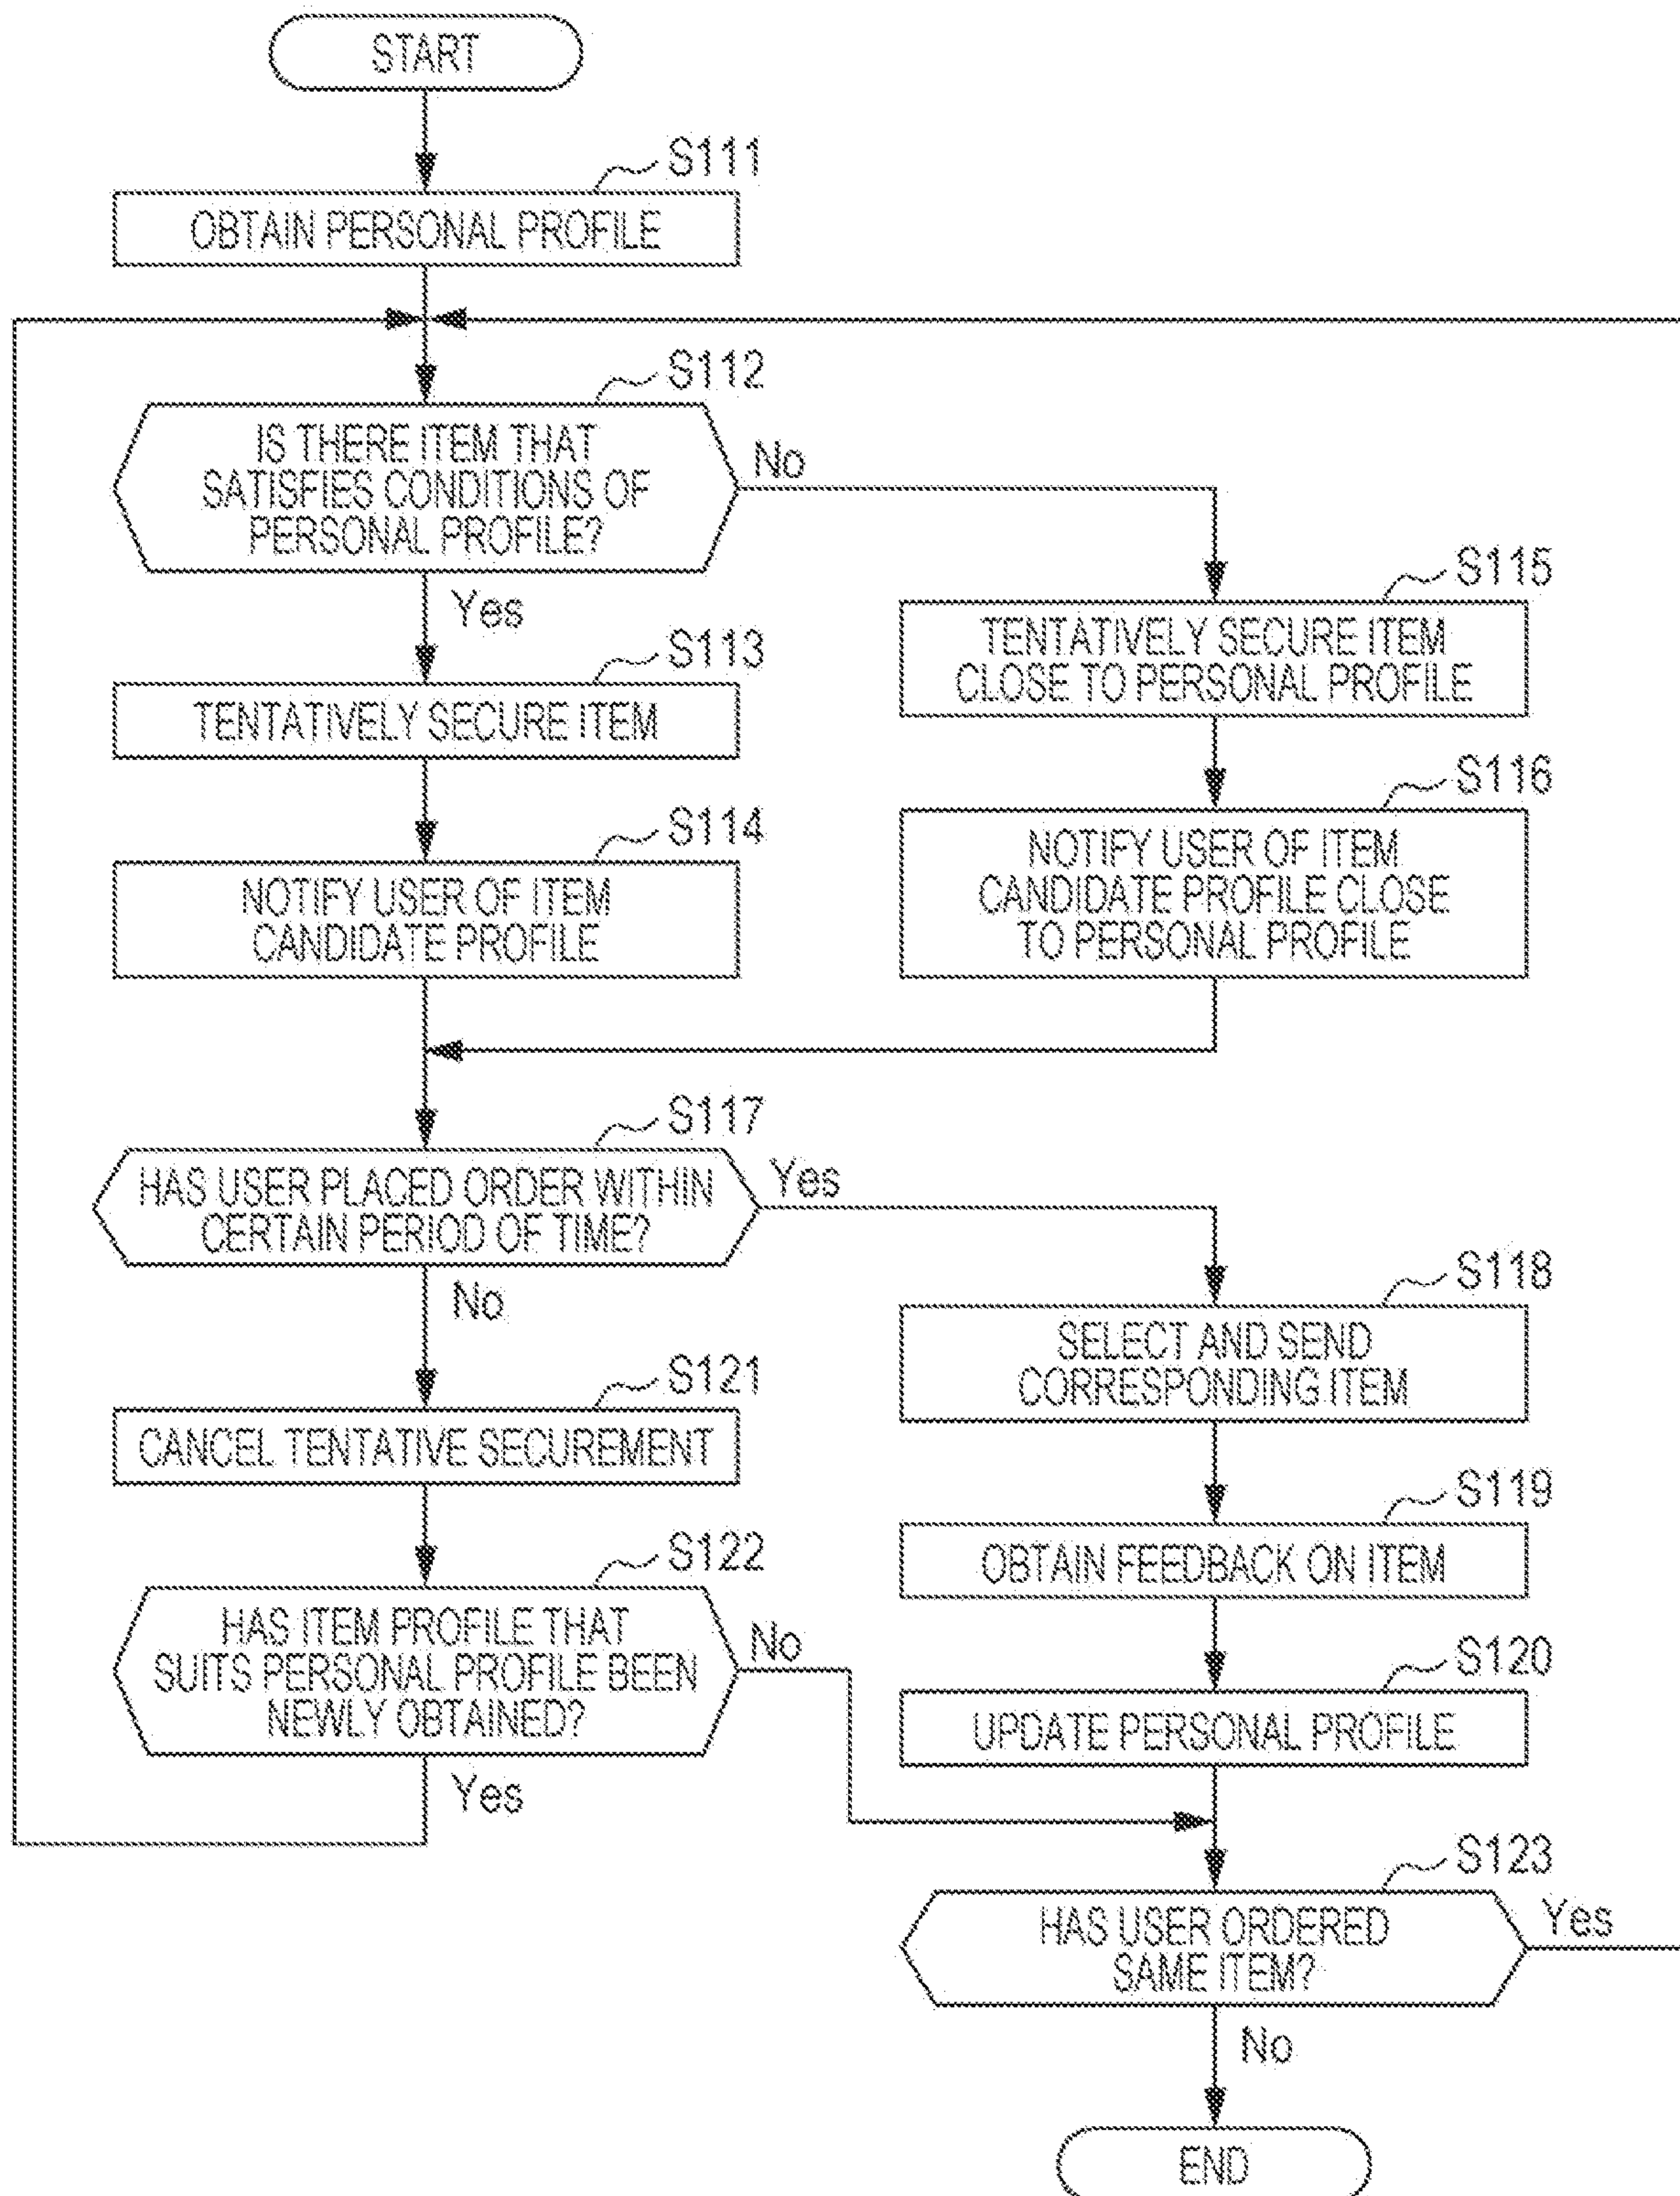 START
S111
OBTAIN PERSONAL PROFILE
S112
IS THERE ITEM THAT
SATISFIES CONDITIONS OF
PERSONAL PROFILE?
No
Yes
S113
TENTATIVELY SECURE ITEM
S114
NOTIFY USER OF ITEM
CANDIDATE PROFILE
S115
TENTATIVELY SECURE ITEM
CLOSE TO PERSONAL PROFILE
S116
NOTIFY USER OF ITEM
CANDIDATE PROFILE CLOSE
TO PERSONAL PROFILE
S117
HAS USER PLACED ORDER WITHIN
CERTAIN PERIOD OF TIME?
Yes
No
S118
SELECT AND SEND
CORRESPONDING ITEM
S119
OBTAIN FEEDBACK ON ITEM
S120
UPDATE PERSONAL PROFILE
S121
CANCEL TENTATIVE SECUREMENT
S122
HAS ITEM PROFILE THAT
SUITS PERSONAL PROFILE BEEN
NEWLY OBTAINED?
No
Yes
S123
HAS USER ORDERED
SAME ITEM?
Yes
No
END